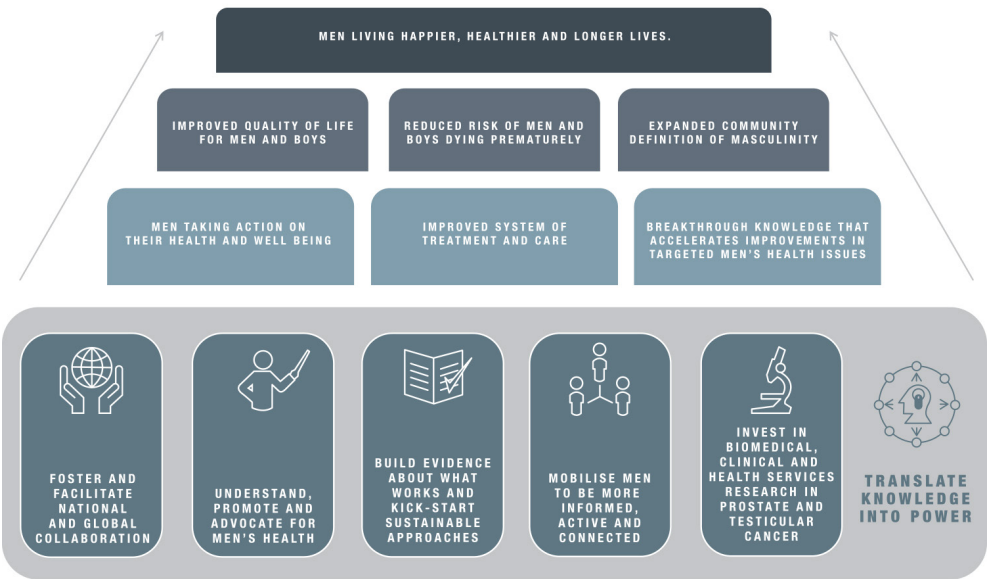 MEN LIVING HAPPIER, HEALTHIER AND LONGER LIVES.
IMPROVED QUALITY OF LIFE
FOR MEN AND BOYS
REDUCED RISK OF MEN AND
BOYS DYING PREMATURELY
EXPANDED COMMUNITY
DEFINITION OF MASCULINITY
MEN TAKING ACTION ON
THEIR HEALTH AND WELL BEING
IMPROVED SYSTEM OF
TREATMENT AND CARE
BREAKTHROUGH KNOWLEDGE THAT
ACCELERATES IMPROVEMENTS IN
TARGETED MEN'S HEALTH ISSUES
FOSTER AND
FACILITATE
NATIONAL
AND GLOBAL
COLLABORATION
UNDERSTAND,
PROMOTE AND
ADVOCATE FOR
MEN'S HEALTH
BUILD EVIDENCE
ABOUT WHAT
WORKS AND
KICK-START
SUSTAINABLE
APPROACHES
MOBILISE MEN
TO BE MORE
INFORMED,
ACTIVE AND
CONNECTED
INVEST IN
BIOMEDICAL,
CLINICAL AND
HEALTH SERVICES
RESEARCH IN
PROSTATE AND
TESTICULAR
CANCER
TRANSLATE
KNOWLEDGE
INTO POWER